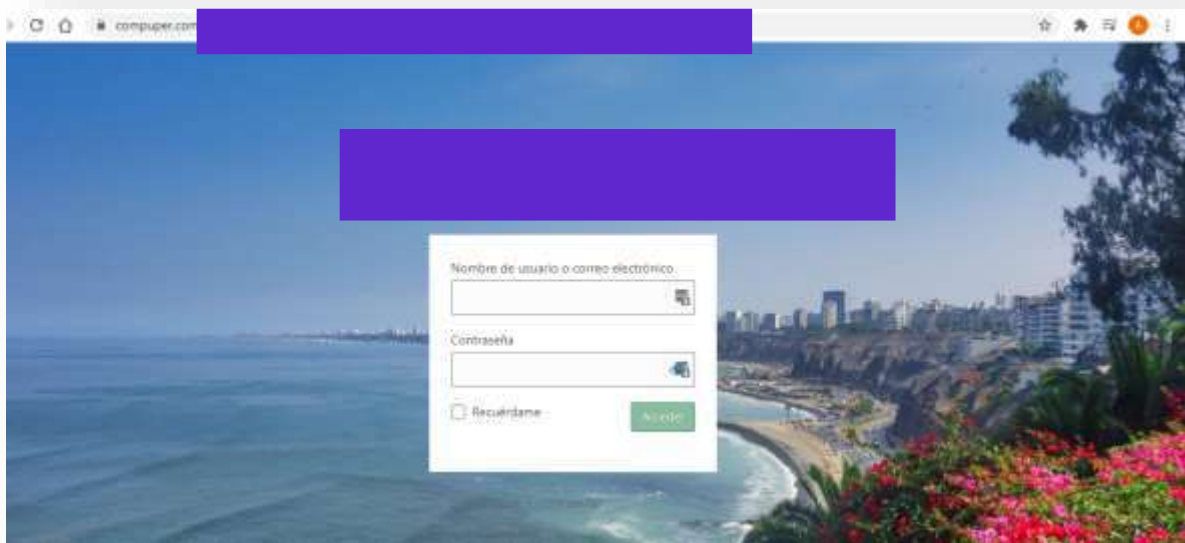 compuper.com
Nombre de usuario o correo electrónico
Contraseña
Recuérdame
Acceder